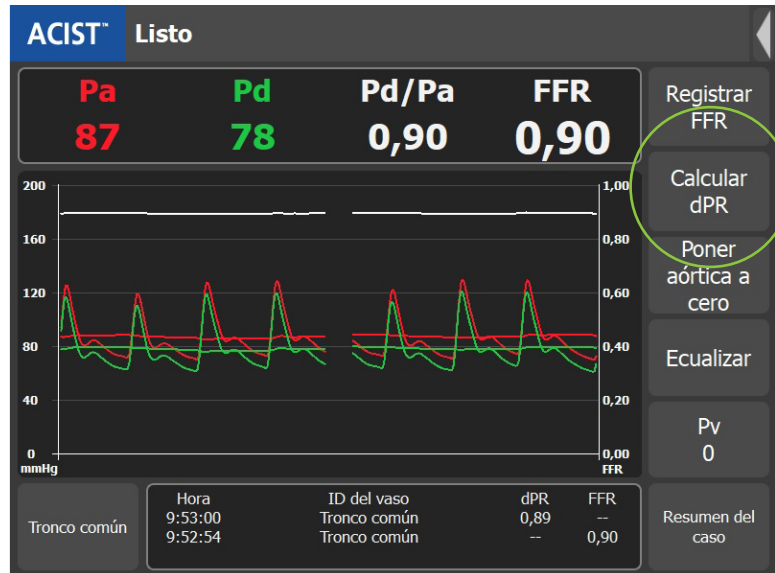 ACIST™ Listo
Pa Pd Pd/Pa FFR
87 78 0,90 0,90
Registrar
FFR
Calcular
dPR
Poner
aórtica a
cero
Ecualizar
Pv
0
200 1,00
160 0,80
120 0,60
80 0,40
40 0,20
0 0,00
mmHg FFR
Tronco común
Hora ID del vaso dPR FFR
9:53:00 Tronco común 0,89 --
9:52:54 Tronco común -- 0,90
Resumen del
caso